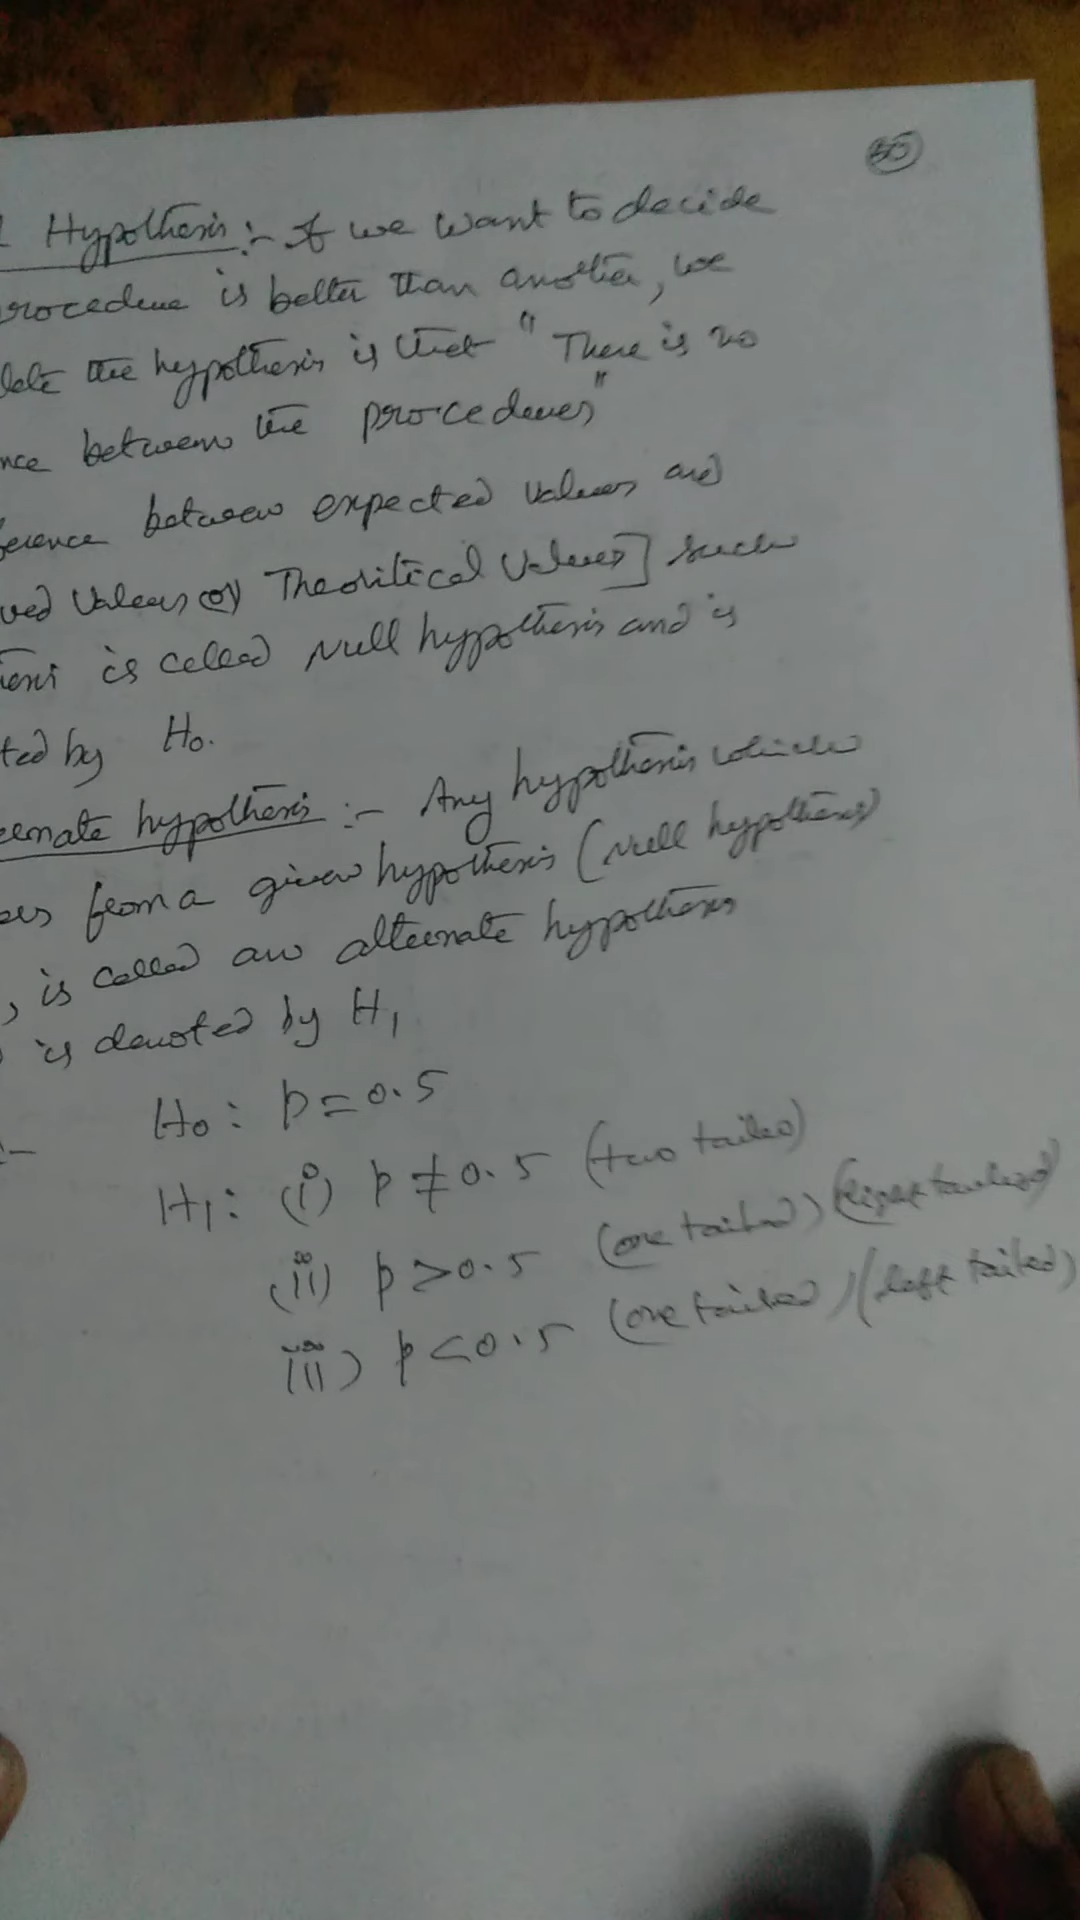 Hypothesis :- If we want to decide
procedure is better than another, we
late the hypothesis is that "There is no
nce between the procedures"
ference between expected values and
ved values (or) Theoritical values] such
is called Null hypothesis and is
ted by H₀.
ernate hypothesis :- Any hypothesis which
from a given hypothesis (Null hypothesis)
, is called an alternate hypothesis
is denoted by H₁
:- H₀ : p = 0.5
H₁ : (i) p ≠ 0.5 (two tailed)
(ii) p > 0.5 (one tailed) (right tailed)
iii) p < 0.5 (one tailed) (left tailed)